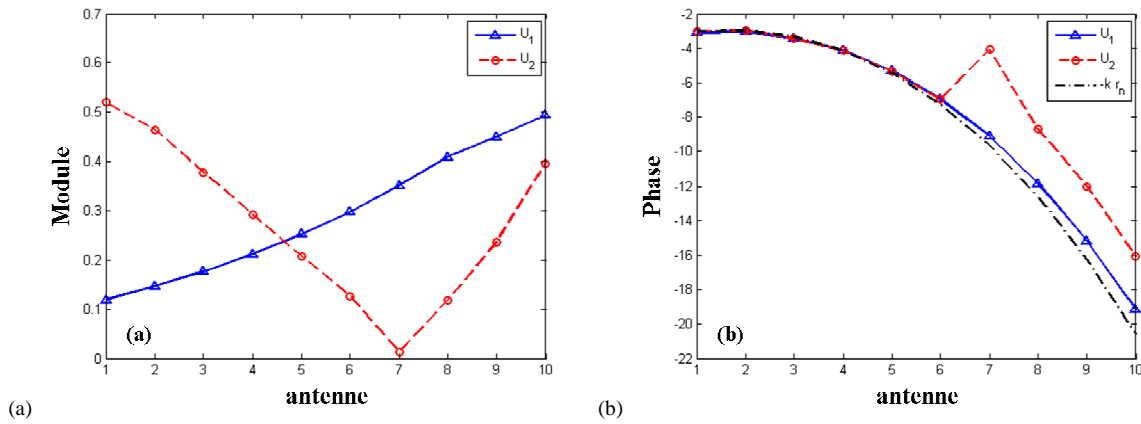 0.7
0.6
0.5
0.4
0.3
0.2
0.1
0
Module
U1
U2
(a)
1 2 3 4 5 6 7 8 9 10
antenne
(a)
-2
-4
-6
-8
-10
-12
-14
-16
-18
-20
-22
Phase
U1
U2
-k rn
(b)
1 2 3 4 5 6 7 8 9 10
antenne
(b)